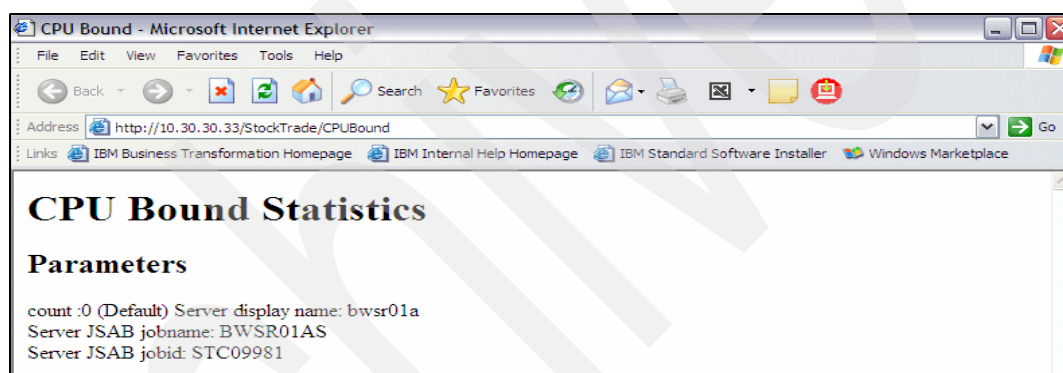 CPU Bound - Microsoft Internet Explorer
File Edit View Favorites Tools Help
Back Search Favorites
Address http://10.30.30.33/StockTrade/CPUBound Go
Links IBM Business Transformation Homepage IBM Internal Help Homepage IBM Standard Software Installer Windows Marketplace
CPU Bound Statistics
Parameters
count :0 (Default) Server display name: bwsr01a
Server JSAB jobname: BWSR01AS
Server JSAB jobid: STC09981